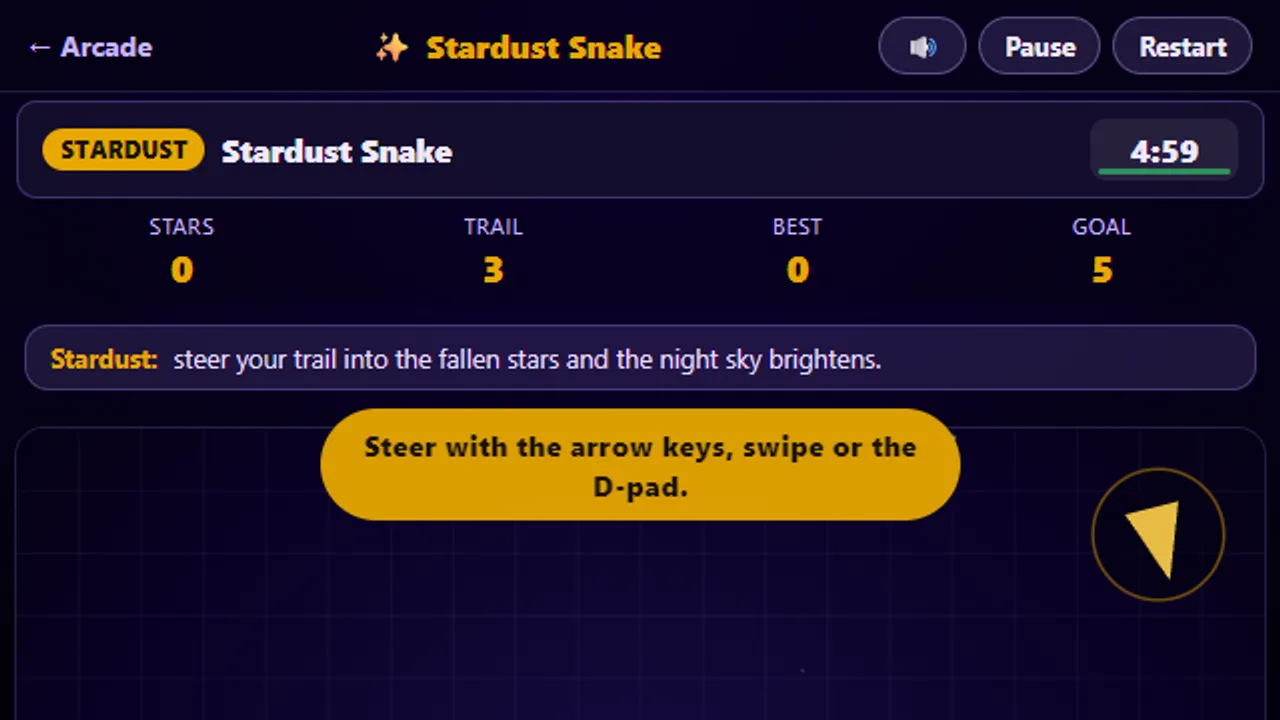 ← Arcade
✨ Stardust Snake
Pause
Restart
STARDUST
Stardust Snake
4:59
STARS
TRAIL
BEST
GOAL
0
3
0
5
Stardust: steer your trail into the fallen stars and the night sky brightens.
Steer with the arrow keys, swipe or the
D-pad.